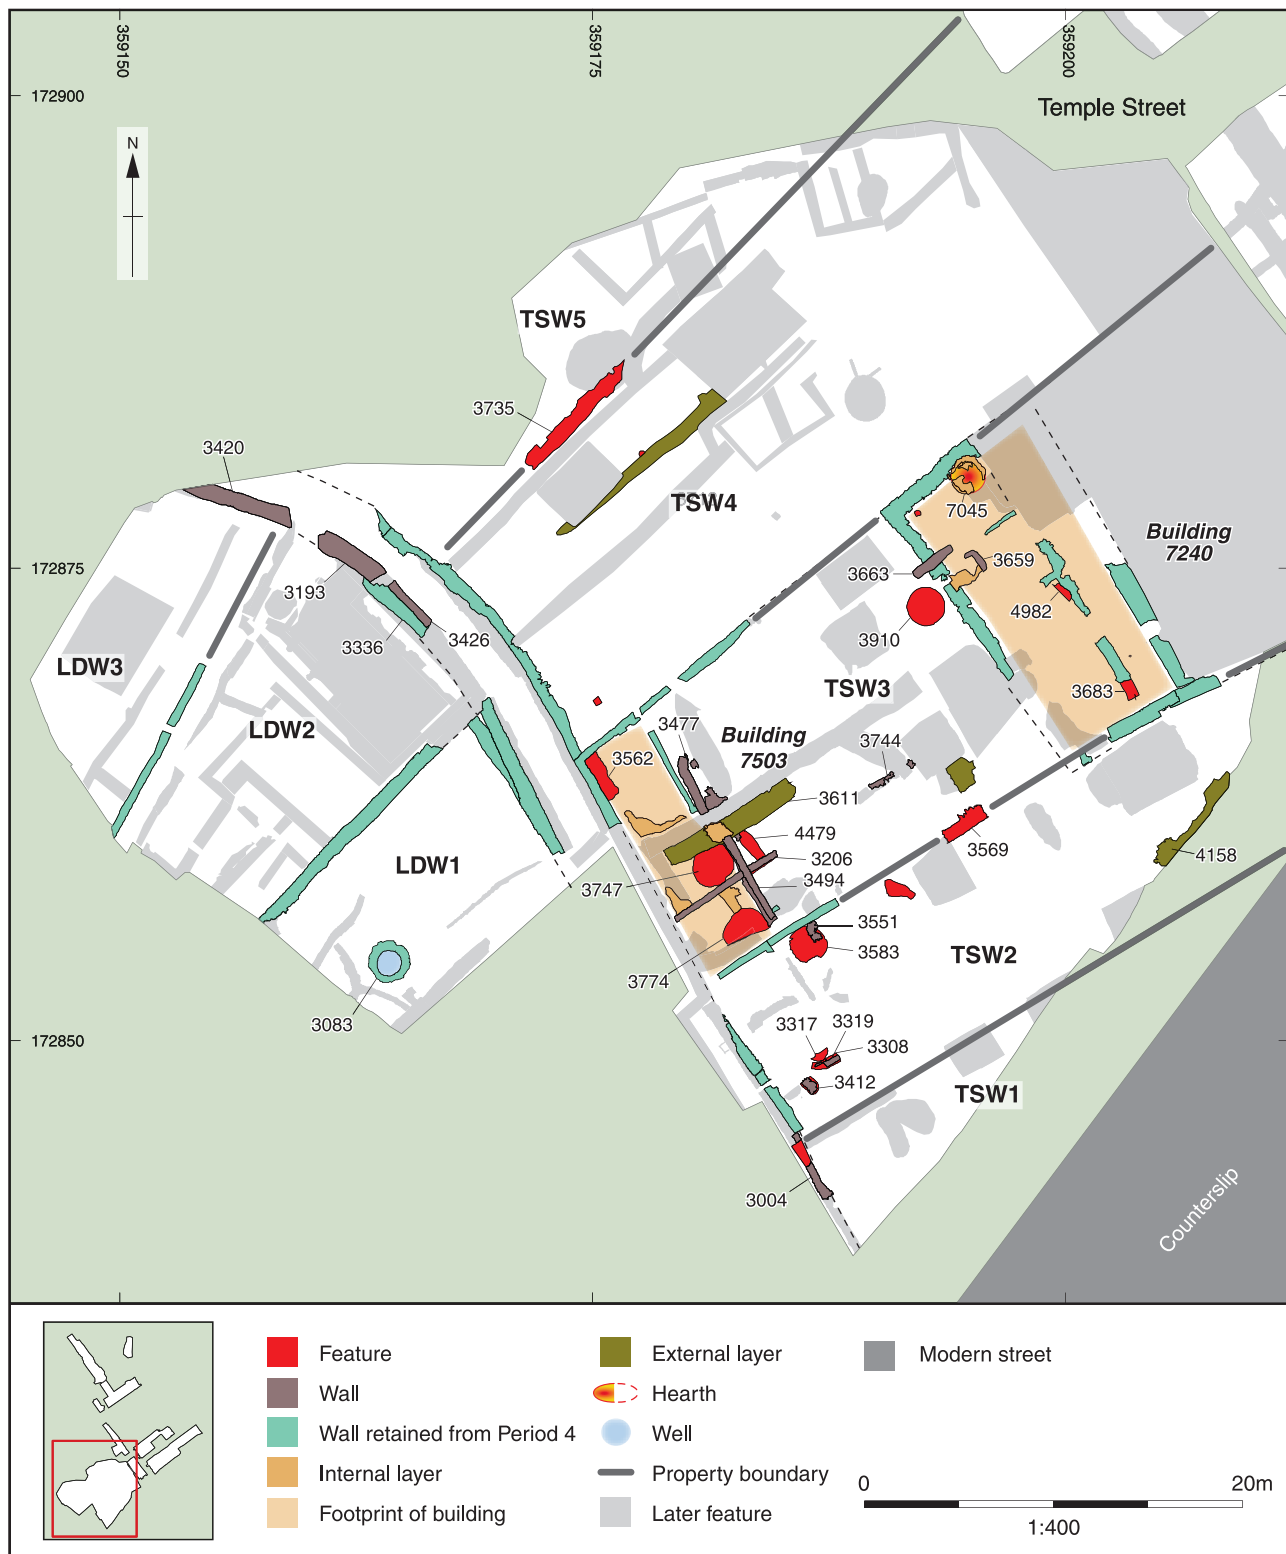 359150
359175
359200
172900
Temple Street
N
TSW5
3735
3420
TSW4
7045
Building
7240
172875
3663
3659
3193
4982
3910
3336
3426
LDW3
3683
TSW3
LDW2
3477
Building
7503
3744
3562
3611
4479
3569
4158
3206
LDW1
3747
3494
3551
3583
TSW2
3774
3083
3317
3319
172850
3308
3412
TSW1
3004
Counterslip
Feature
Wall
Wall retained from Period 4
Internal layer
Footprint of building
External layer
Hearth
Well
Property boundary
Later feature
Modern street
0
20m
1:400